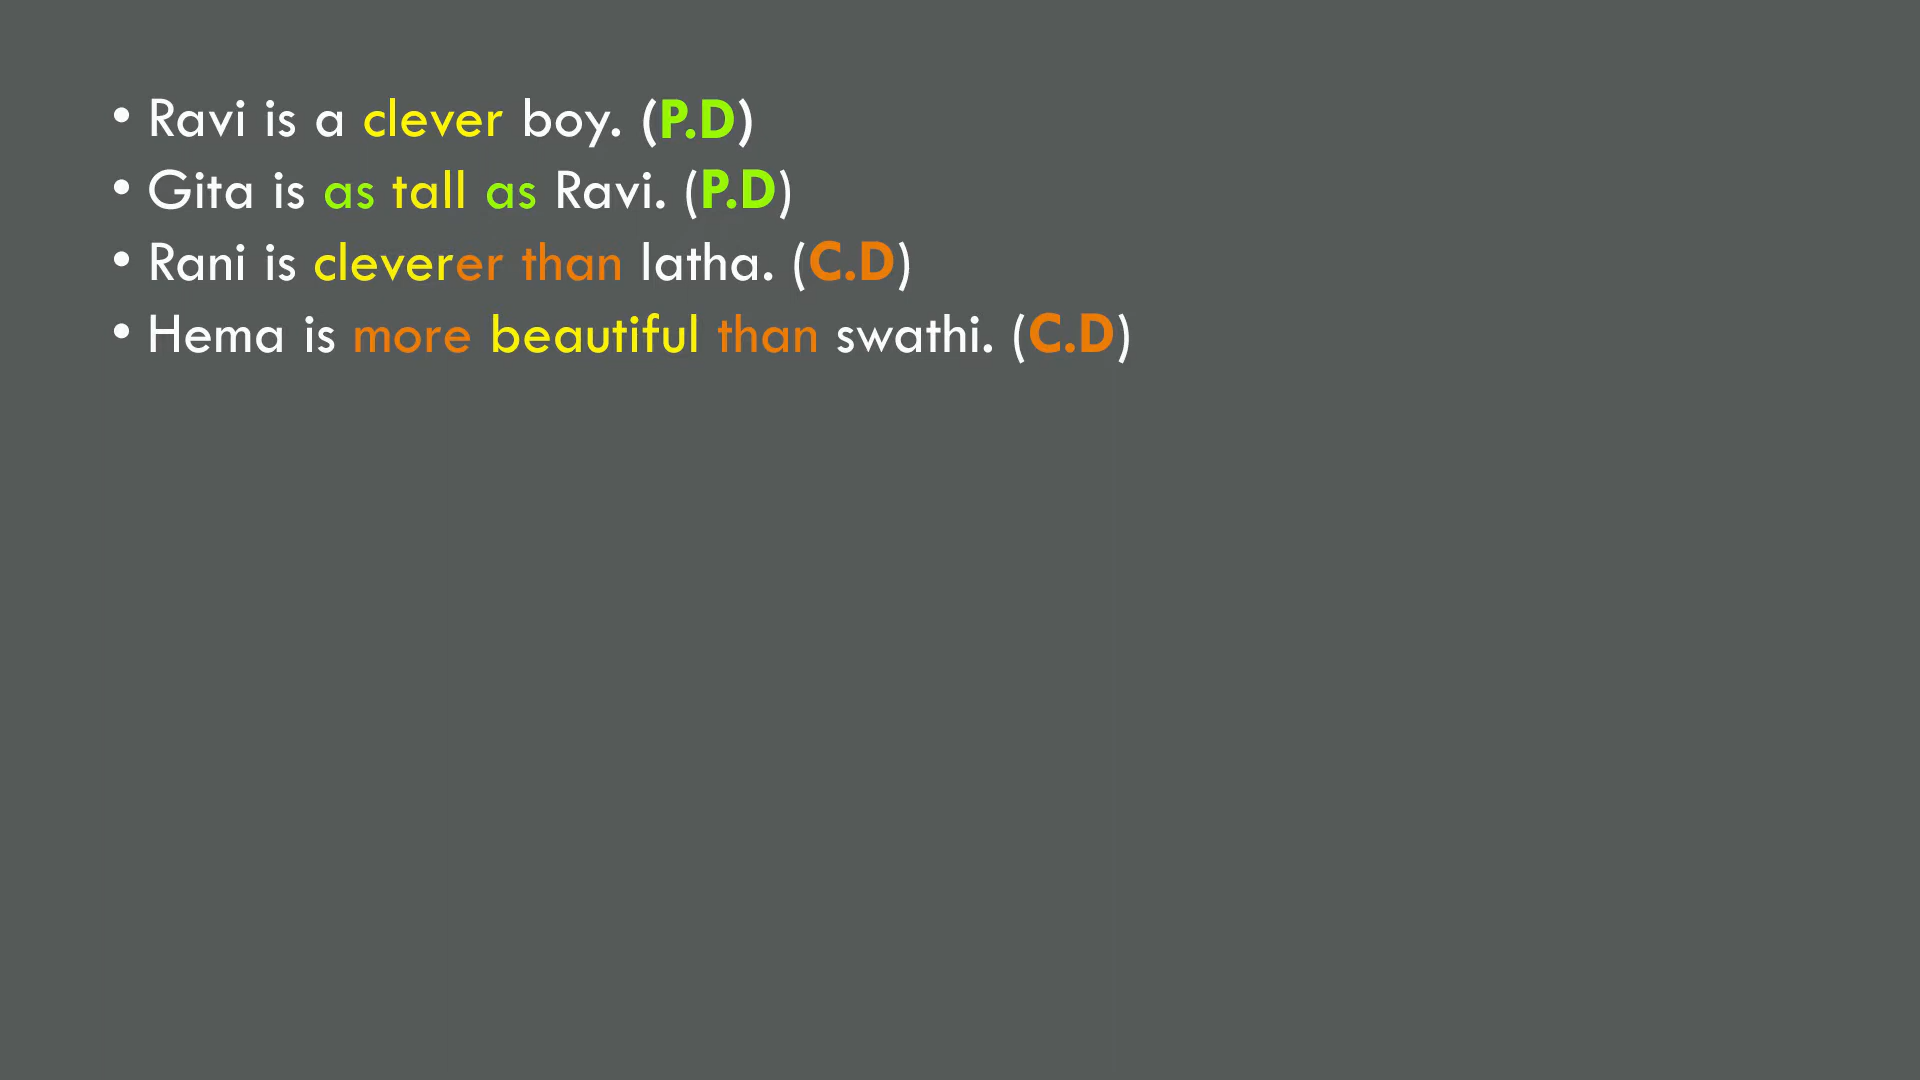 • Ravi is a clever boy. (P.D)
• Gita is as tall as Ravi. (P.D)
• Rani is cleverer than latha. (C.D)
• Hema is more beautiful than swathi. (C.D)